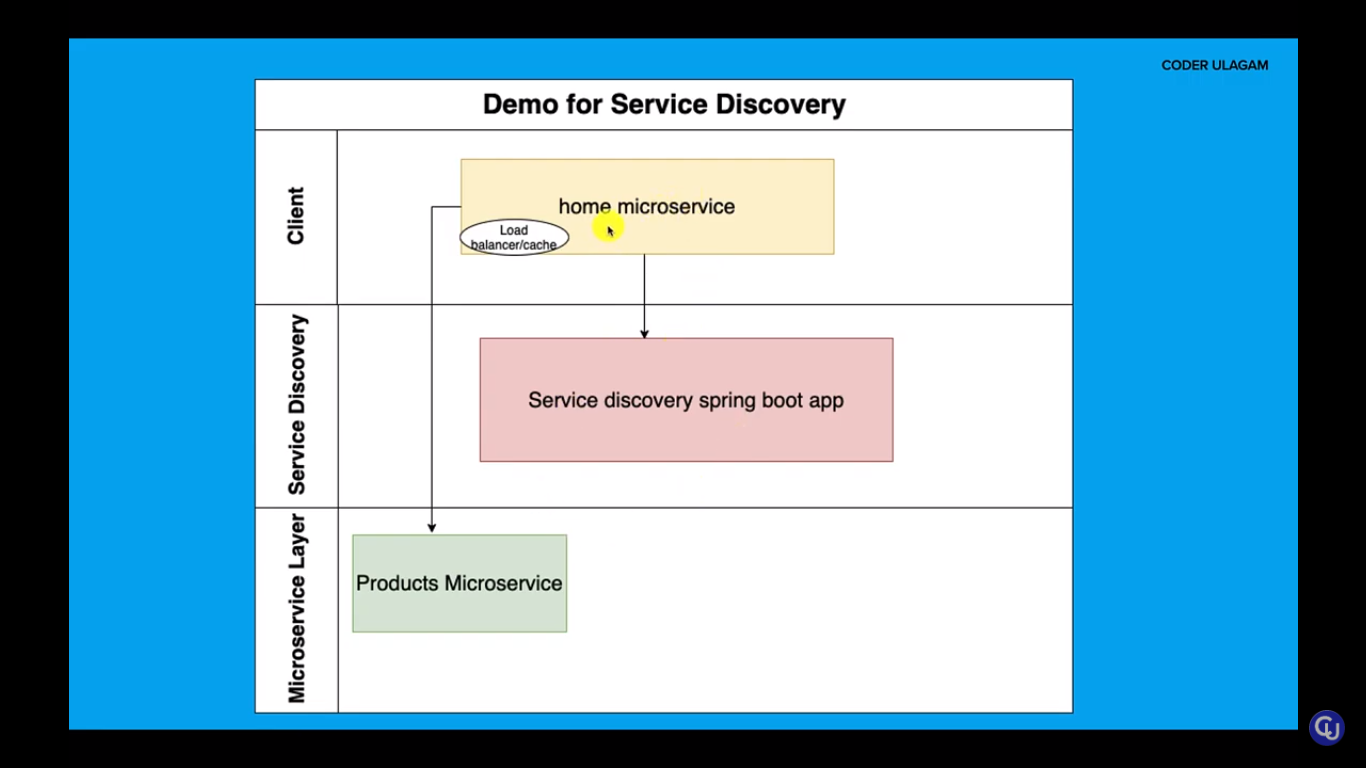 CODER ULAGAM
Demo for Service Discovery
Client
home microservice
Load
balancer/cache
Service Discovery
Service discovery spring boot app
Microservice Layer
Products Microservice
CU